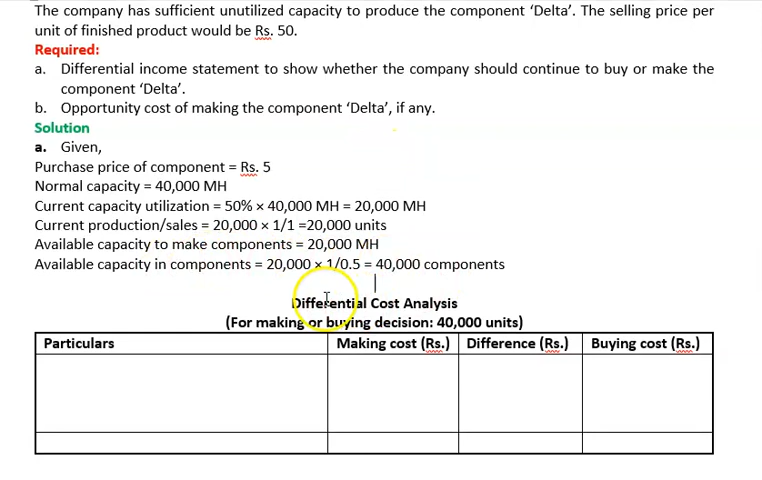 The company has sufficient unutilized capacity to produce the component ‘Delta’. The selling price per
unit of finished product would be Rs. 50.
Required:
a. Differential income statement to show whether the company should continue to buy or make the
component ‘Delta’.
b. Opportunity cost of making the component ‘Delta’, if any.
Solution
a. Given,
Purchase price of component = Rs. 5
Normal capacity = 40,000 MH
Current capacity utilization = 50% × 40,000 MH = 20,000 MH
Current production/sales = 20,000 × 1/1 =20,000 units
Available capacity to make components = 20,000 MH
Available capacity in components = 20,000 × 1/0.5 = 40,000 components
Differential Cost Analysis
(For making or buying decision: 40,000 units)
Particulars Making cost (Rs.) Difference (Rs.) Buying cost (Rs.)